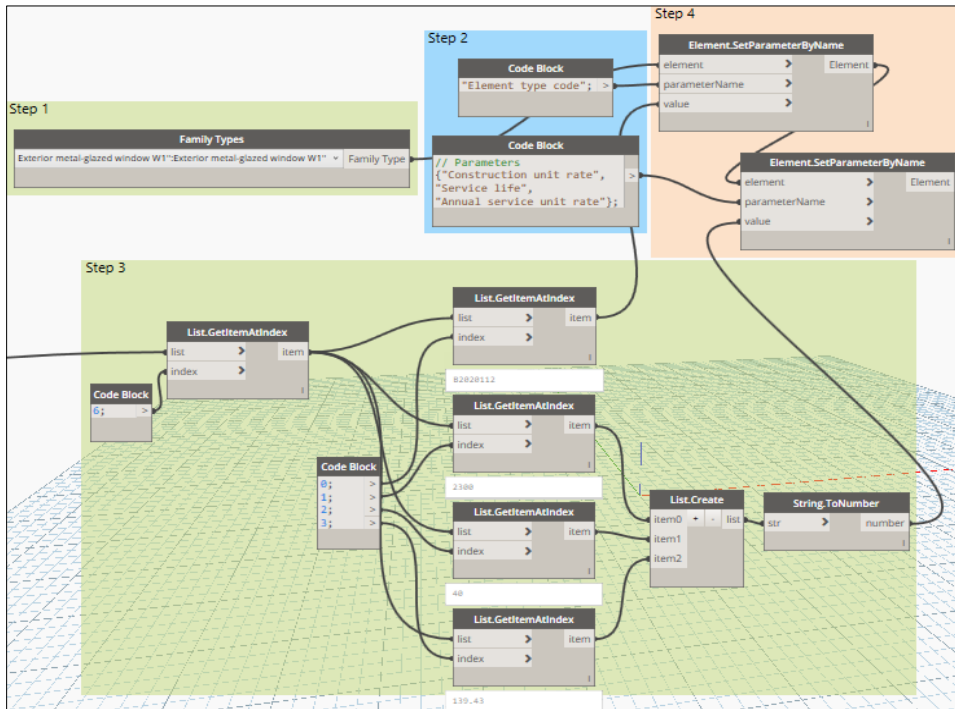 Step 1
Family Types
Exterior metal-glazed window W1":Exterior metal-glazed window W1" Family Type
Step 2
Code Block
"Element type code"; >
Code Block
// Parameters
{"Construction unit rate", >
"Service life",
"Annual service unit rate"};
Step 4
Element.SetParameterByName
element > Element
parameterName >
value >
Element.SetParameterByName
element > Element
parameterName >
value >
Step 3
List.GetItemAtIndex
list > item
index >
Code Block
6; >
Code Block
0; >
1; >
2; >
3; >
List.GetItemAtIndex
list > item
index >
B2020112
List.GetItemAtIndex
list > item
index >
2300
List.GetItemAtIndex
list > item
index >
40
List.GetItemAtIndex
list > item
index >
139.43
List.Create
item0 + - list
item1
item2
String.ToNumber
str > number